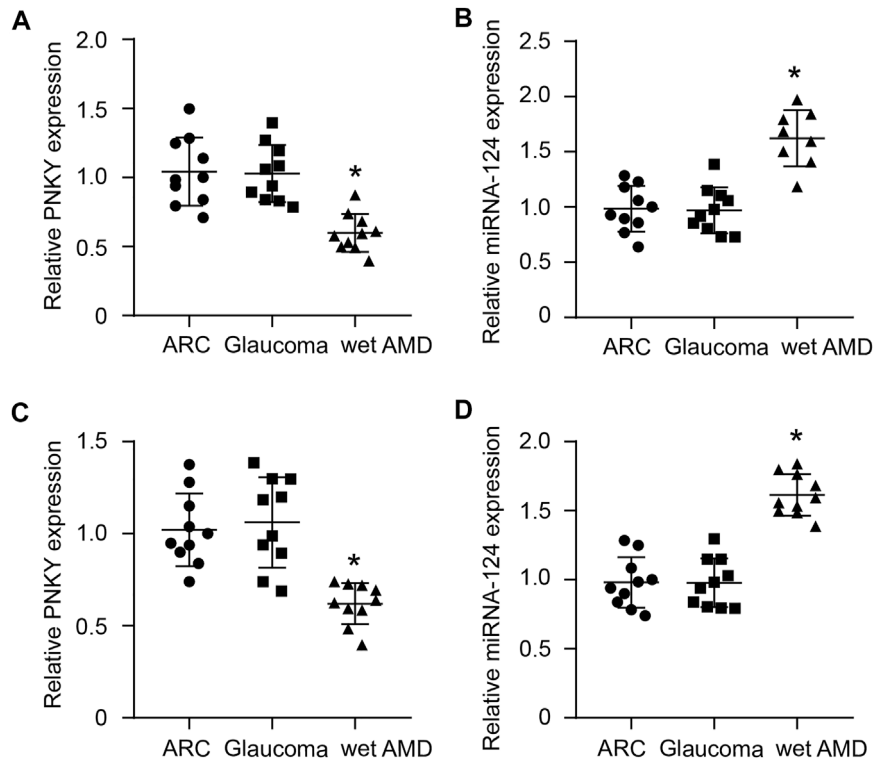 A
Relative PNKY expression
2.0
1.5
1.0
0.5
0
*
ARC Glaucoma wet AMD
B
Relative miRNA-124 expression
2.5
2.0
1.5
1.0
0.5
0
*
ARC Glaucoma wet AMD
C
Relative PNKY expression
1.5
1.0
0.5
0
*
ARC Glaucoma wet AMD
D
Relative miRNA-124 expression
2.0
1.5
1.0
0.5
0
*
ARC Glaucoma wet AMD